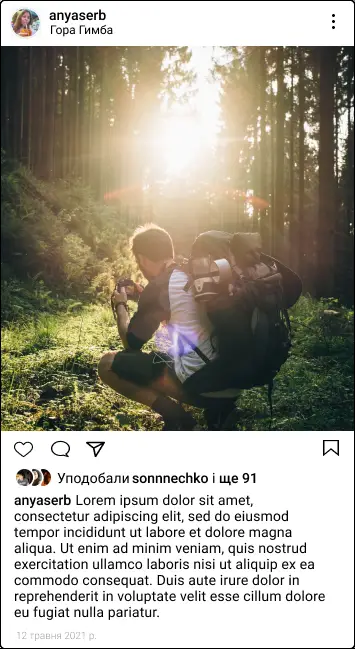 anyaserb
Гора Гимба
Уподобали sonnnechko і ще 91
anyaserb Lorem ipsum dolor sit amet,
consectetur adipiscing elit, sed do eiusmod
tempor incididunt ut labore et dolore magna
aliqua. Ut enim ad minim veniam, quis nostrud
exercitation ullamco laboris nisi ut aliquip ex ea
commodo consequat. Duis aute irure dolor in
reprehenderit in voluptate velit esse cillum dolore
eu fugiat nulla pariatur.
12 травня 2021 р.